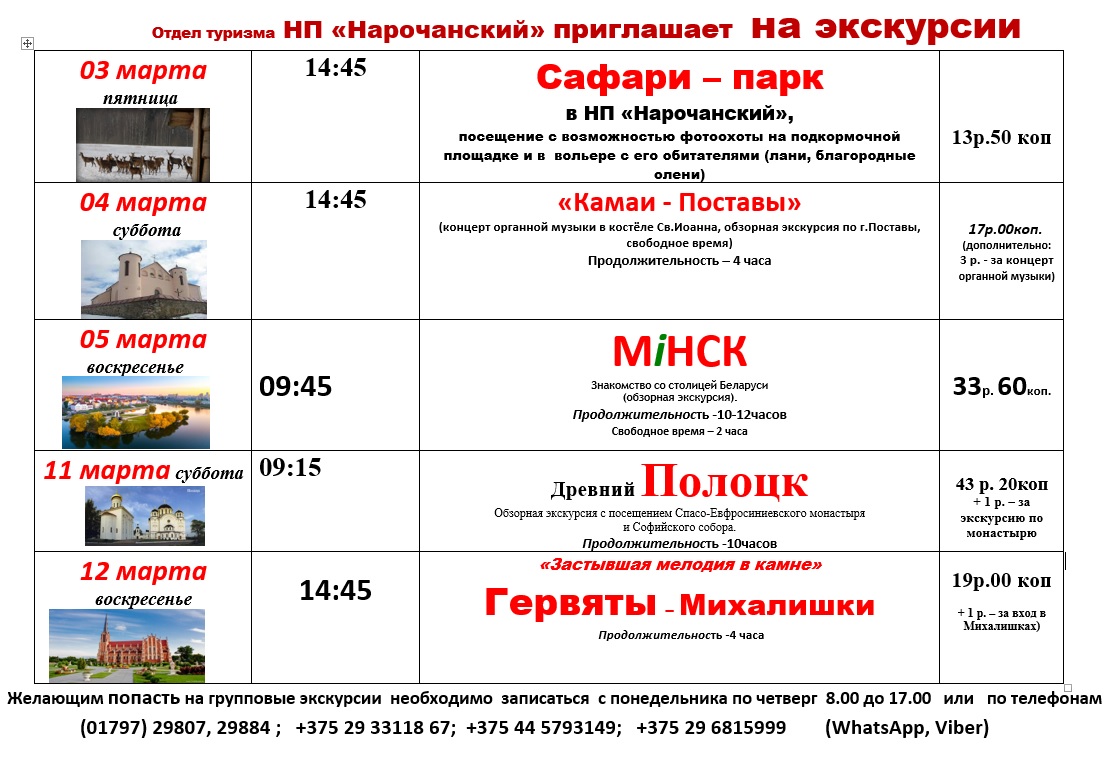 Отдел туризма НП «Нарочанский» приглашает на экскурсии
03 марта
пятница
14:45
Сафари – парк
в НП «Нарочанский»,
посещение с возможностью фотоохоты на подкормочной
площадке и в вольере с его обитателями (лани, благородные
олени)
13р.50 коп
04 марта
суббота
14:45
«Камаи - Поставы»
(концерт органной музыки в костёле Св.Иоанна, обзорная экскурсия по г.Поставы,
свободное время)
Продолжительность – 4 часа
17р.00коп.
(дополнительно:
3 р. - за концерт
органной музыки)
05 марта
воскресенье
09:45
МіНСК
Знакомство со столицей Беларуси
(обзорная экскурсия).
Продолжительность -10-12часов
Свободное время – 2 часа
33р. 60коп.
11 марта суббота
09:15
Древний Полоцк
Обзорная экскурсия с посещением Спасо-Евфросиниевского монастыря
и Софийского собора.
Продолжительность -10часов
43 р. 20коп
+ 1 р. – за
экскурсию по
монастырю
12 марта
воскресенье
14:45
«Застывшая мелодия в камне»
Гервяты - Михалишки
Продолжительность -4 часа
19р.00 коп
+ 1 р. – за вход в
Михалишках)
Желающим попасть на групповые экскурсии необходимо записаться с понедельника по четверг 8.00 до 17.00 или по телефонам
(01797) 29807, 29884 ; +375 29 33118 67; +375 44 5793149; +375 29 6815999 (WhatsApp, Viber)